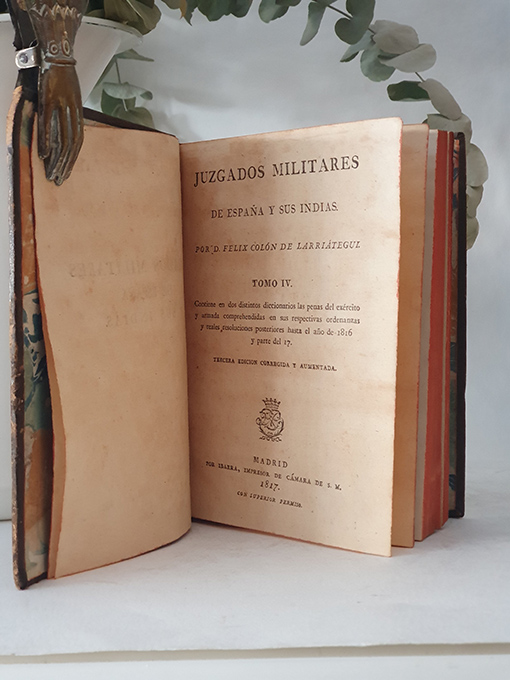 JUZGADOS MILITARES
DE ESPAÑA Y SUS INDIAS.
POR D. FELIX COLÓN DE LARRIÁTEGUI.
TOMO IV.
Contiene en dos distintos diccionarios las penas del exército
y armada comprehendidas en sus respectivas ordenanzas
y reales resoluciones posteriores hasta el año de 1816
y parte del 17.
TERCERA EDICION CORREGIDA Y AUMENTADA.
MADRID
POR IBARRA, IMPRESOR DE CÁMARA DE S. M.
1817.
CON SUPERIOR PERMISO.